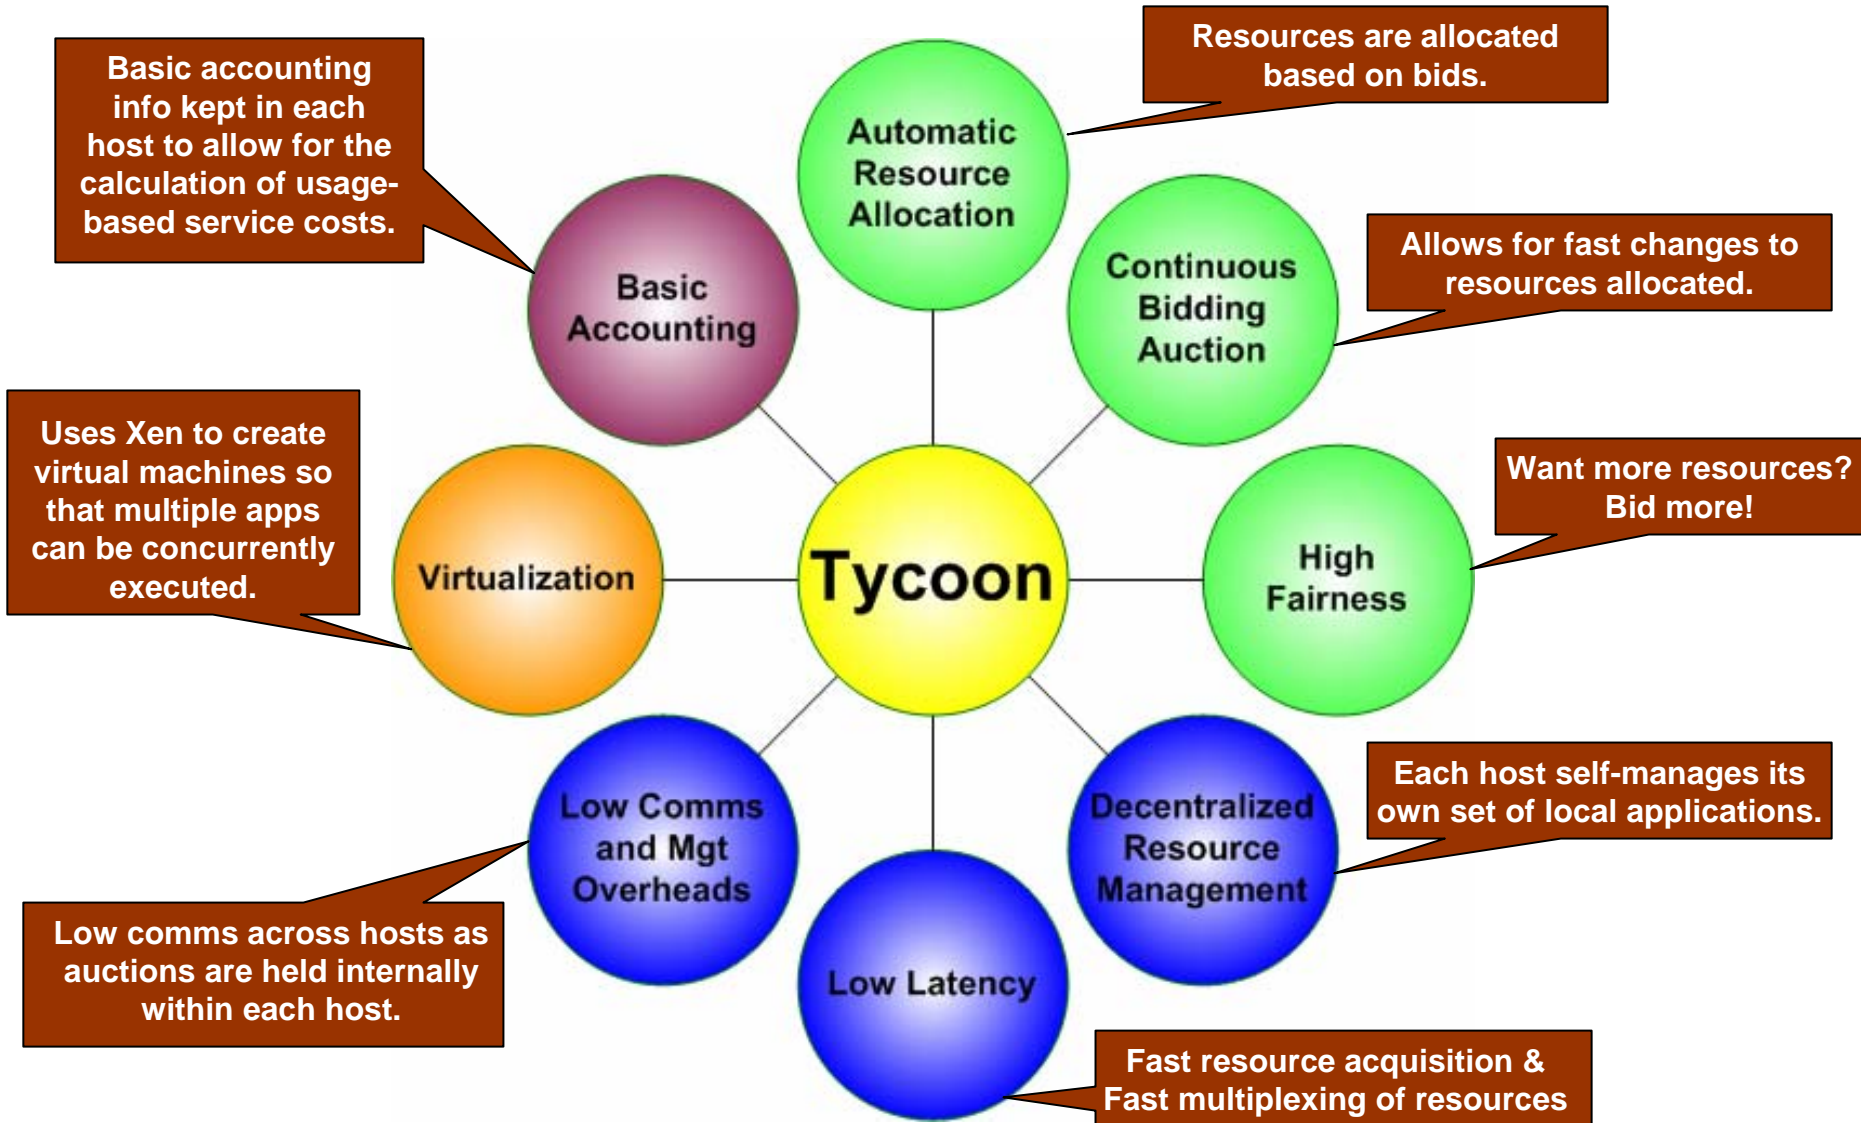 Basic accounting
info kept in each
host to allow for the
calculation of usage-
based service costs.
Resources are allocated
based on bids.
Automatic
Resource
Allocation
Allows for fast changes to
resources allocated.
Continuous
Bidding
Auction
Basic
Accounting
Uses Xen to create
virtual machines so
that multiple apps
can be concurrently
executed.
Want more resources?
Bid more!
Virtualization
Tycoon
High
Fairness
Each host self-manages its
own set of local applications.
Low Comms
and Mgt
Overheads
Decentralized
Resource
Management
Low comms across hosts as
auctions are held internally
within each host.
Low Latency
Fast resource acquisition &
Fast multiplexing of resources